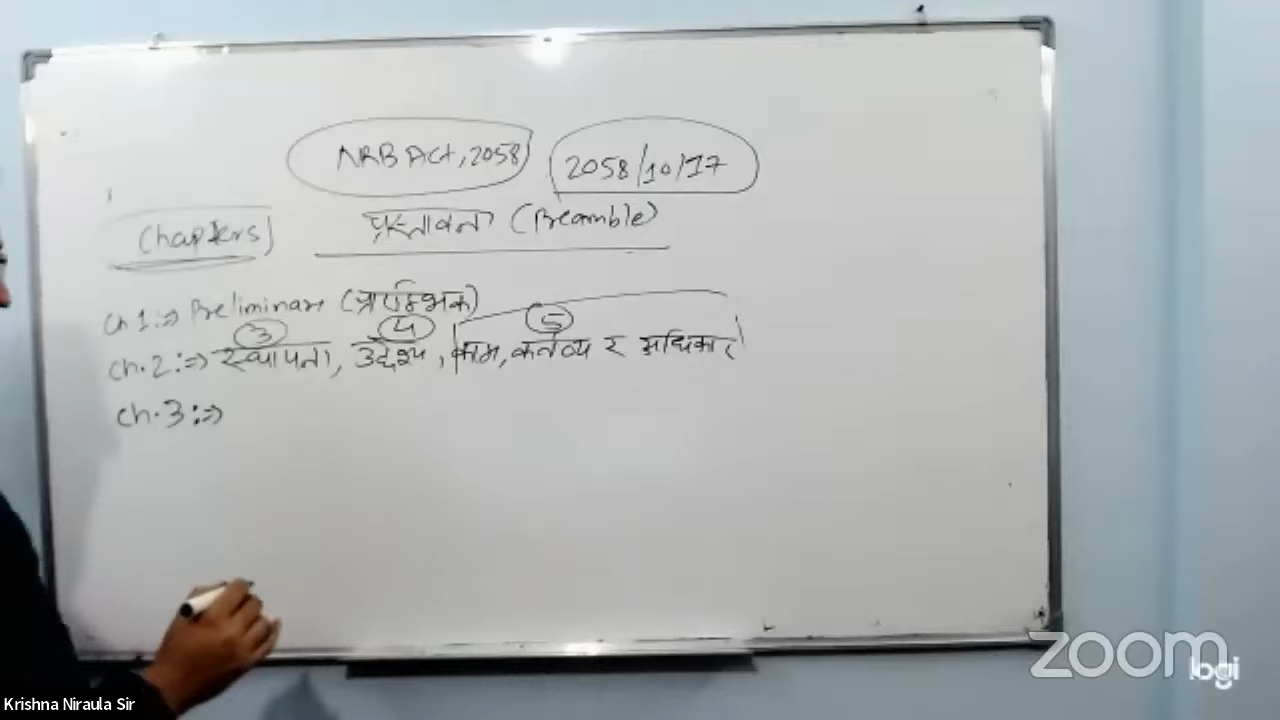 NRB Act, 2058 2058/10/17
Chapters प्रस्तावना (Preamble)
Ch 1:⇒ Preliminary (प्रारम्भिक)
3 4 5
Ch.2:⇒ स्थापना, उद्देश्य, काम, कर्तव्य र अधिकार
Ch.3:⇒
zoom
logi
Krishna Niraula Sir